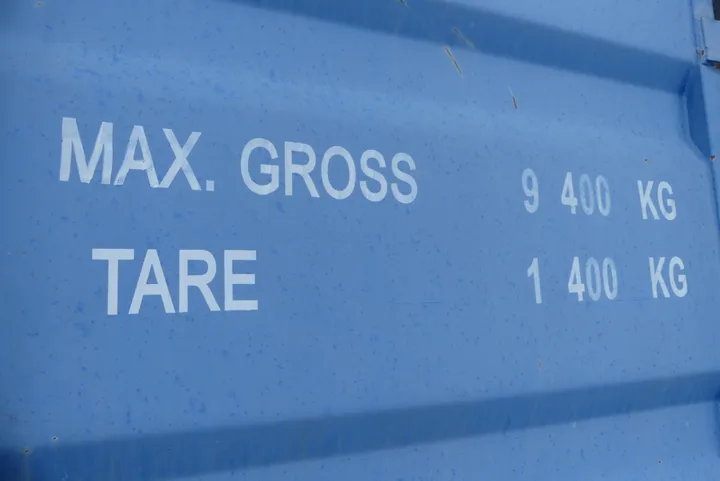 MAX. GROSS 9 400 KG
TARE 1 400 KG